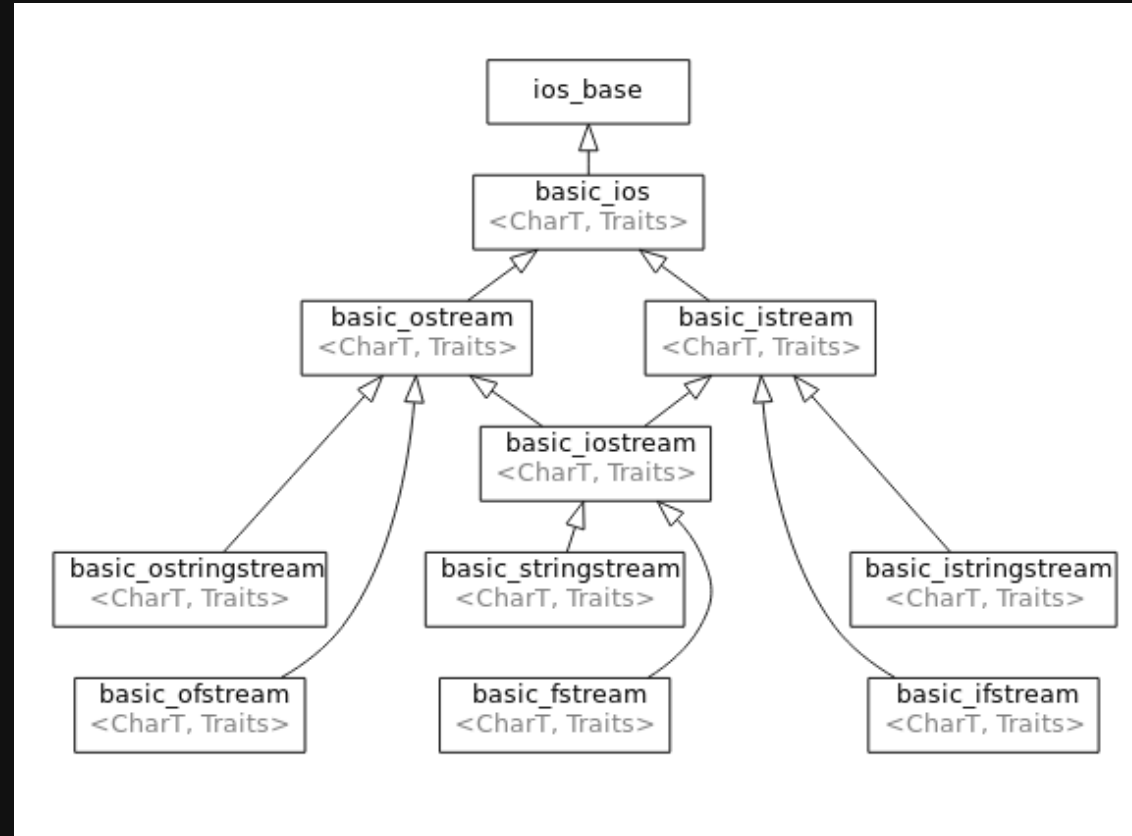 ios_base
basic_ios
<CharT, Traits>
basic_ostream
<CharT, Traits>
basic_istream
<CharT, Traits>
basic_iostream
<CharT, Traits>
basic_ostringstream
<CharT, Traits>
basic_stringstream
<CharT, Traits>
basic_istringstream
<CharT, Traits>
basic_ofstream
<CharT, Traits>
basic_fstream
<CharT, Traits>
basic_ifstream
<CharT, Traits>